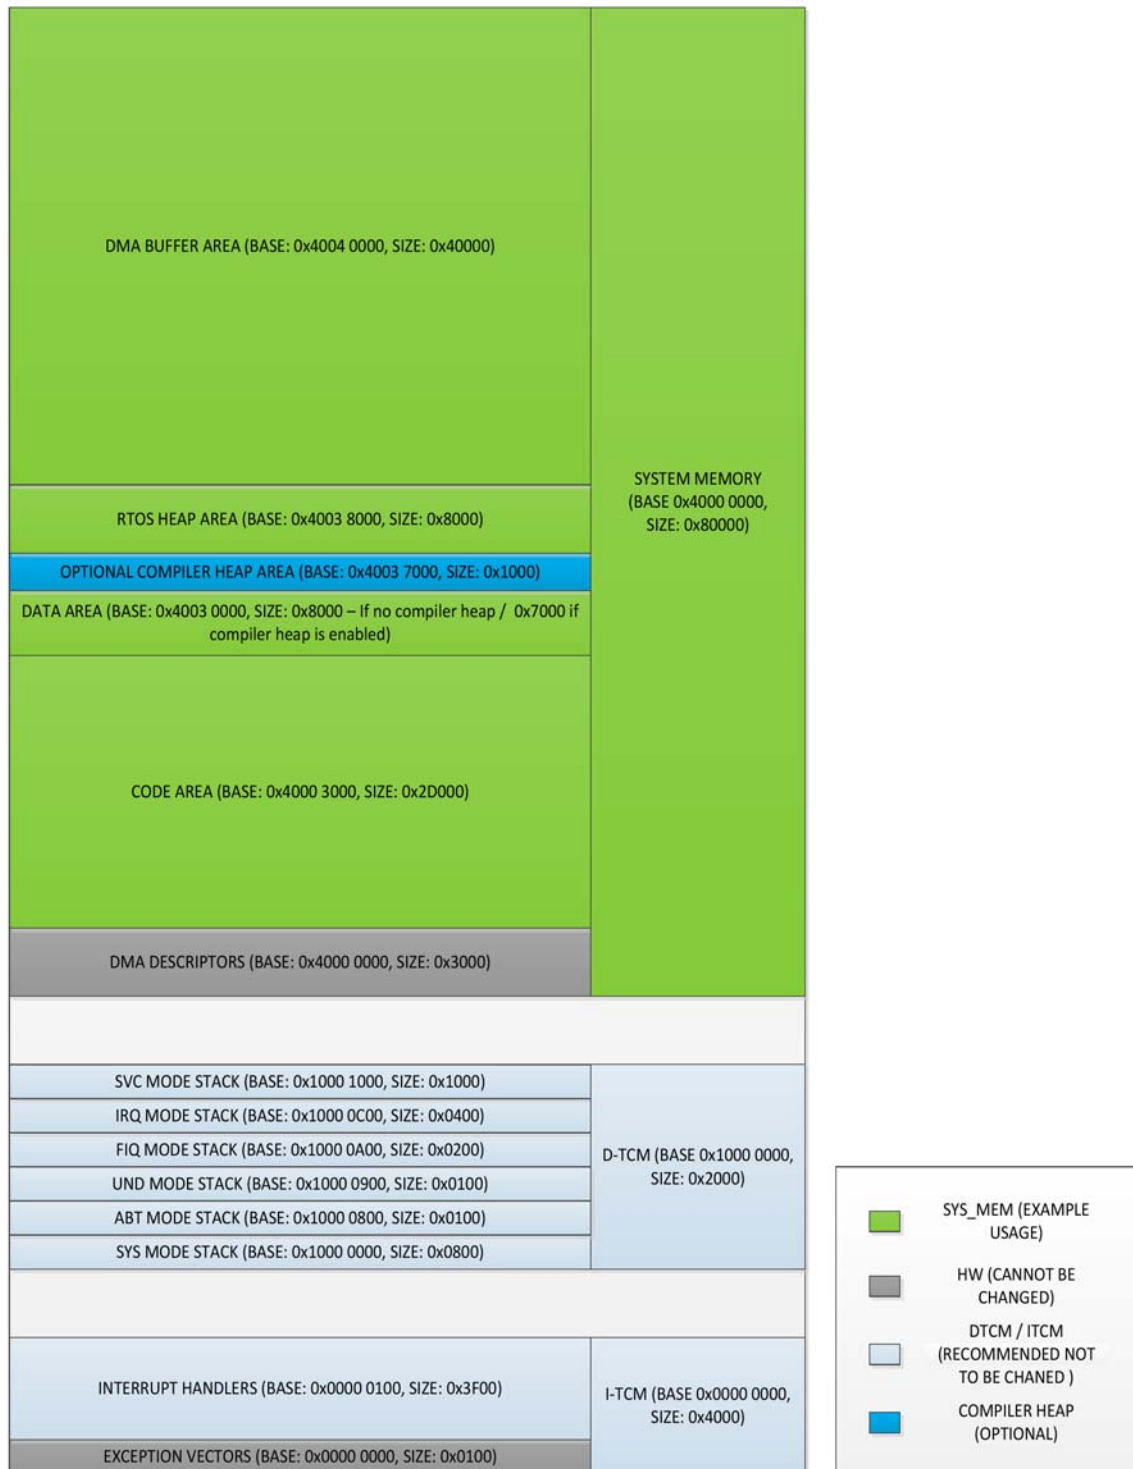 DMA BUFFER AREA (BASE: 0x4004 0000, SIZE: 0x40000)
RTOS HEAP AREA (BASE: 0x4003 8000, SIZE: 0x8000)
OPTIONAL COMPILER HEAP AREA (BASE: 0x4003 7000, SIZE: 0x1000)
DATA AREA (BASE: 0x4003 0000, SIZE: 0x8000 – If no compiler heap / 0x7000 if
compiler heap is enabled)
CODE AREA (BASE: 0x4000 3000, SIZE: 0x2D000)
DMA DESCRIPTORS (BASE: 0x4000 0000, SIZE: 0x3000)
SYSTEM MEMORY
(BASE 0x4000 0000,
SIZE: 0x80000)
SVC MODE STACK (BASE: 0x1000 1000, SIZE: 0x1000)
IRQ MODE STACK (BASE: 0x1000 0C00, SIZE: 0x0400)
FIQ MODE STACK (BASE: 0x1000 0A00, SIZE: 0x0200)
UND MODE STACK (BASE: 0x1000 0900, SIZE: 0x0100)
ABT MODE STACK (BASE: 0x1000 0800, SIZE: 0x0100)
SYS MODE STACK (BASE: 0x1000 0000, SIZE: 0x0800)
D-TCM (BASE 0x1000 0000,
SIZE: 0x2000)
INTERRUPT HANDLERS (BASE: 0x0000 0100, SIZE: 0x3F00)
EXCEPTION VECTORS (BASE: 0x0000 0000, SIZE: 0x0100)
I-TCM (BASE 0x0000 0000,
SIZE: 0x4000)
SYS_MEM (EXAMPLE
USAGE)
HW (CANNOT BE
CHANGED)
DTCM / ITCM
(RECOMMENDED NOT
TO BE CHANED )
COMPILER HEAP
(OPTIONAL)